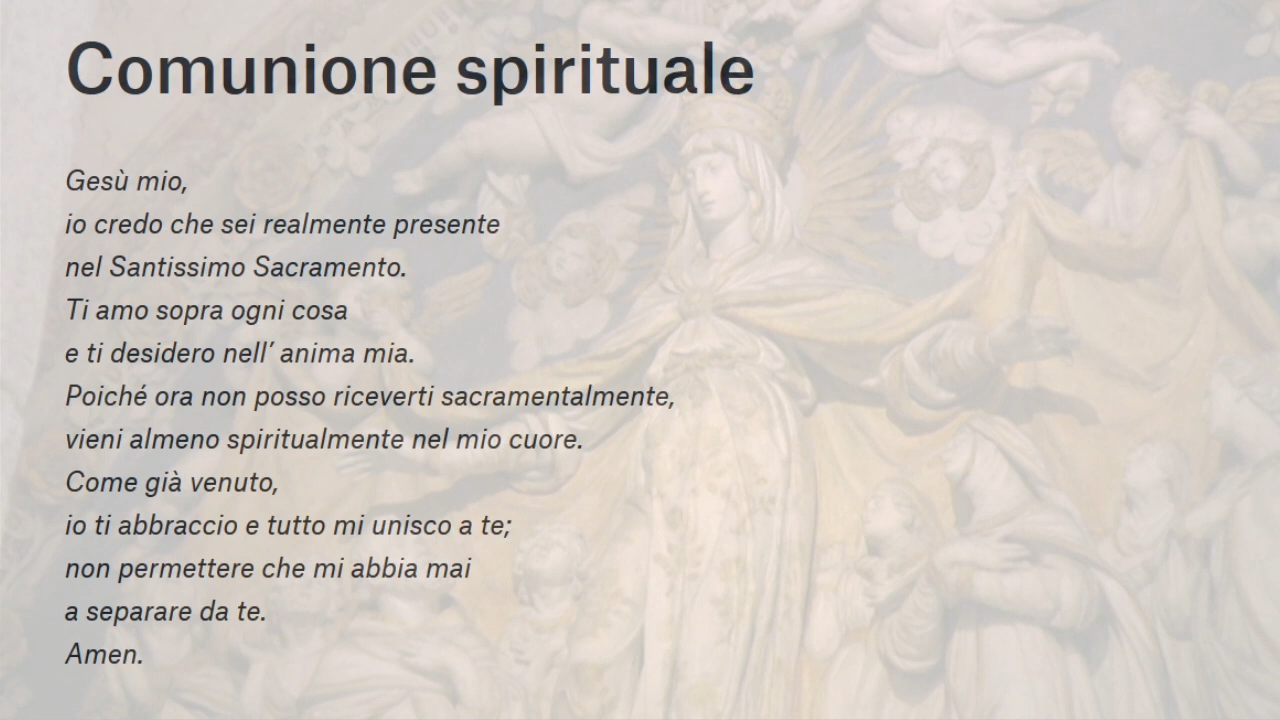 Comunione spirituale
Gesù mio,
io credo che sei realmente presente
nel Santissimo Sacramento.
Ti amo sopra ogni cosa
e ti desidero nell’ anima mia.
Poiché ora non posso riceverti sacramentalmente,
vieni almeno spiritualmente nel mio cuore.
Come già venuto,
io ti abbraccio e tutto mi unisco a te;
non permettere che mi abbia mai
a separare da te.
Amen.